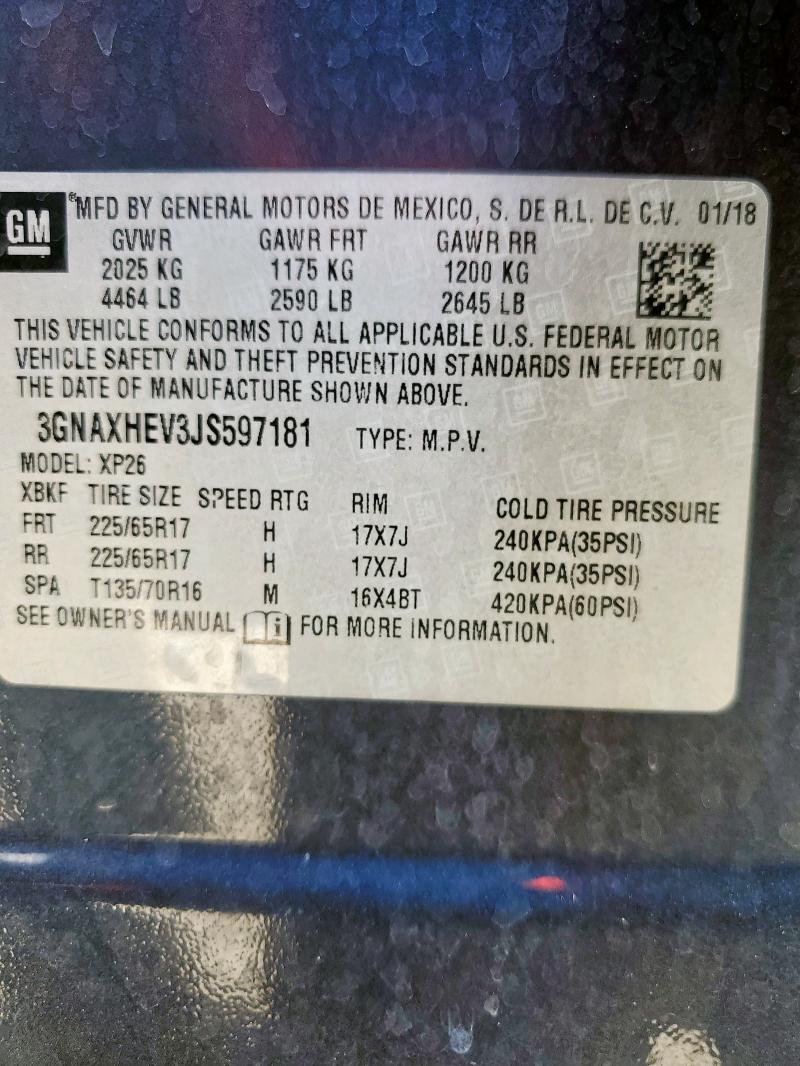 GM
®MFD BY GENERAL MOTORS DE MEXICO, S. DE R.L. DE C.V. 01/18
GVWR GAWR FRT GAWR RR
2025 KG 1175 KG 1200 KG
4464 LB 2590 LB 2645 LB
THIS VEHICLE CONFORMS TO ALL APPLICABLE U.S. FEDERAL MOTOR
VEHICLE SAFETY AND THEFT PREVENTION STANDARDS IN EFFECT ON
THE DATE OF MANUFACTURE SHOWN ABOVE.
3GNAXHEV3JS597181 TYPE: M.P.V.
MODEL: XP26
XBKF TIRE SIZE SPEED RTG RIM COLD TIRE PRESSURE
FRT 225/65R17 H 17X7J 240KPA(35PSI)
RR 225/65R17 H 17X7J 240KPA(35PSI)
SPA T135/70R16 M 16X4BT 420KPA(60PSI)
SEE OWNER'S MANUAL i FOR MORE INFORMATION.